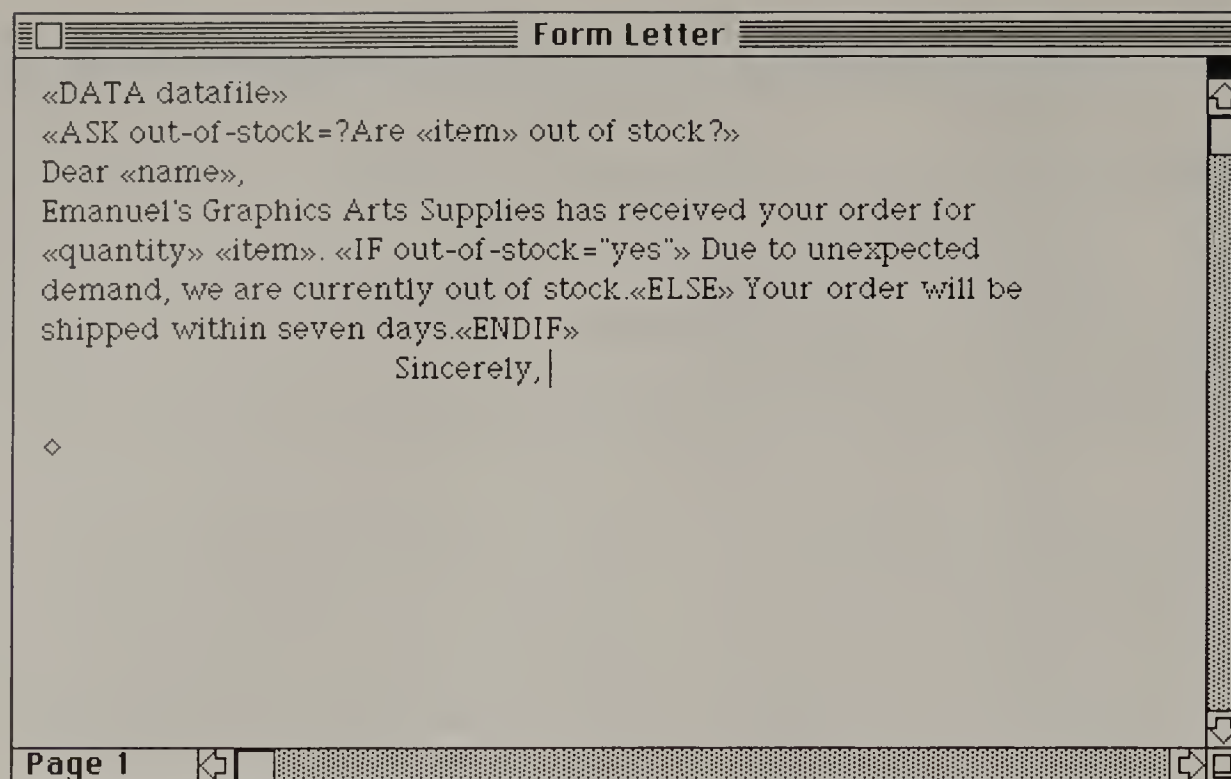 Form Letter
«DATA datafile»
«ASK out-of-stock=?Are «item» out of stock?»
Dear «name»,
Emanuel's Graphics Arts Supplies has received your order for
«quantity» «item». «IF out-of-stock="yes"» Due to unexpected
demand, we are currently out of stock.«ELSE» Your order will be
shipped within seven days.«ENDIF»
Sincerely,
Page 1